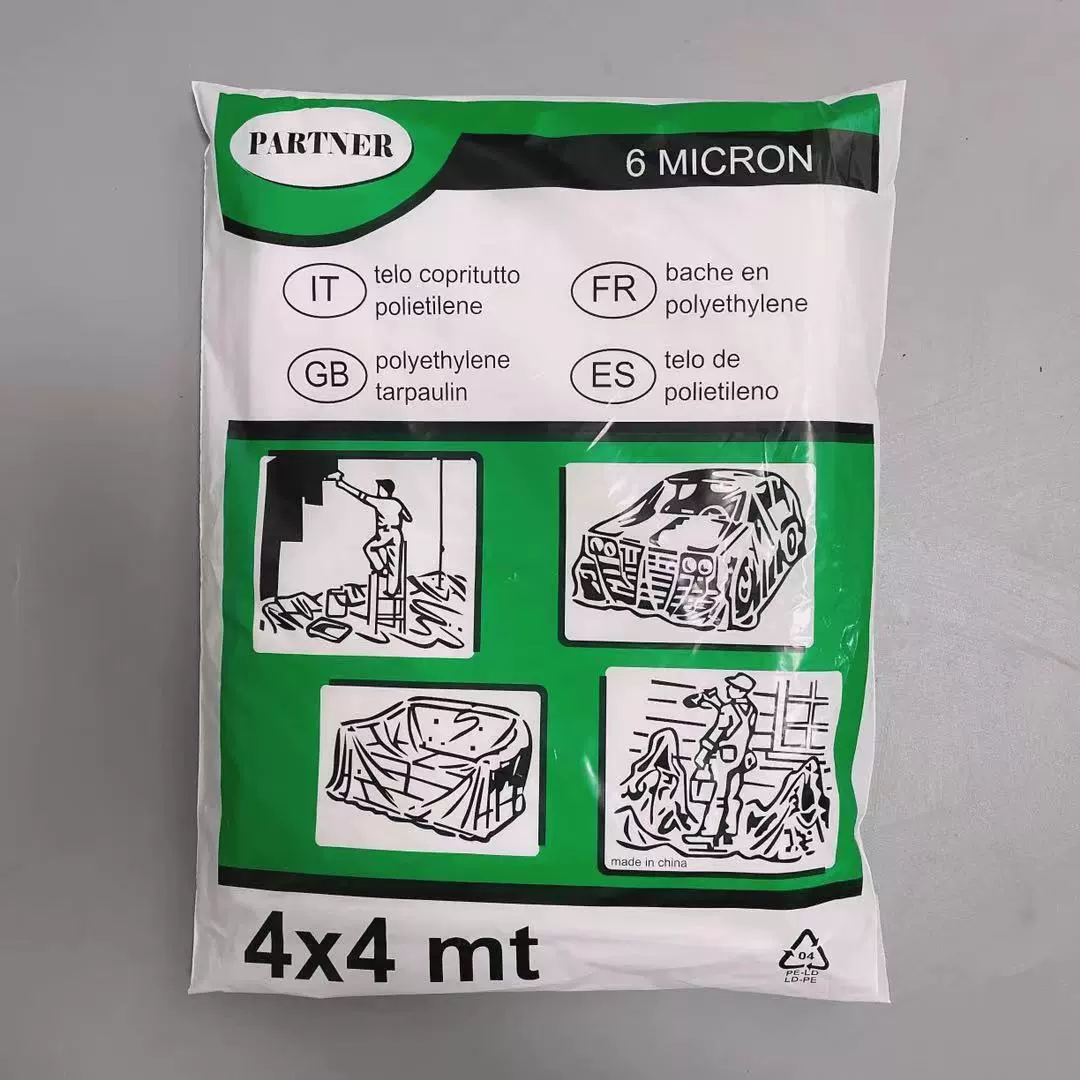 PARTNER
6 MICRON
IT
telo copritutto
polietilene
FR
bache en
polyethylene
GB
polyethylene
tarpaulin
ES
telo de
polietileno
made in china
4x4 mt
04
PE-LD
LD-PE